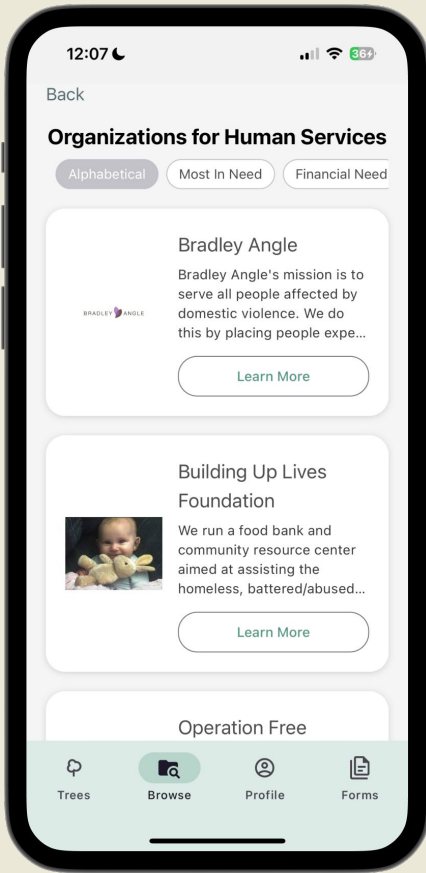 12:07
36
Back
Organizations for Human Services
Alphabetical
Most In Need
Financial Need
Bradley Angle
Bradley Angle's mission is to
serve all people affected by
domestic violence. We do
this by placing people expe...
BRADLEY ANGLE
Learn More
Building Up Lives
Foundation
We run a food bank and
community resource center
aimed at assisting the
homeless, battered/abused...
Learn More
Operation Free
Trees
Browse
Profile
Forms